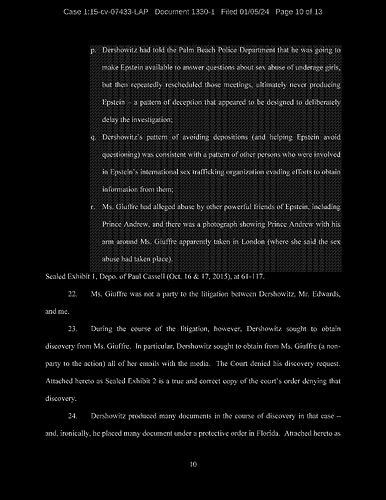 Case 1:15-cv-07433-LAP Document 1330-1 Filed 01/05/24 Page 10 of 13
p. Dershowitz had told the Palm Beach Police Department that he was going to
make Epstein available to answer questions about sex abuse of underage girls,
but then repeatedly rescheduled those meetings, ultimately never producing
Epstein – a pattern of deception that appeared to be designed to deliberately
delay the investigation;
q. Dershowitz's pattern of avoiding depositions (and helping Epstein avoid
questioning) was consistent with a pattern of other persons who were involved
in Epstein's international sex trafficking organization evading efforts to obtain
information from them;
r. Ms. Giuffre had alleged abuse by other powerful friends of Epstein, including
Prince Andrew, and there was a photograph showing Prince Andrew with his
arm around Ms. Giuffre apparently taken in London (where she said the sex
abuse had taken place).
Sealed Exhibit 1, Depo. of Paul Cassell (Oct. 16 & 17, 2015), at 61-117.
22. Ms. Giuffre was not a party to the litigation between Dershowitz, Mr. Edwards,
and me.
23. During the course of the litigation, however, Dershowitz sought to obtain
discovery from Ms. Giuffre. In particular, Dershowitz sought to obtain from Ms. Giuffre (a non-
party to the action) all of her emails with the media. The Court denied his discovery request.
Attached hereto as Sealed Exhibit 2 is a true and correct copy of the court's order denying that
discovery.
24. Dershowitz produced many documents in the course of discovery in that case –
and, ironically, he placed many document under a protective order in Florida. Attached hereto as
10